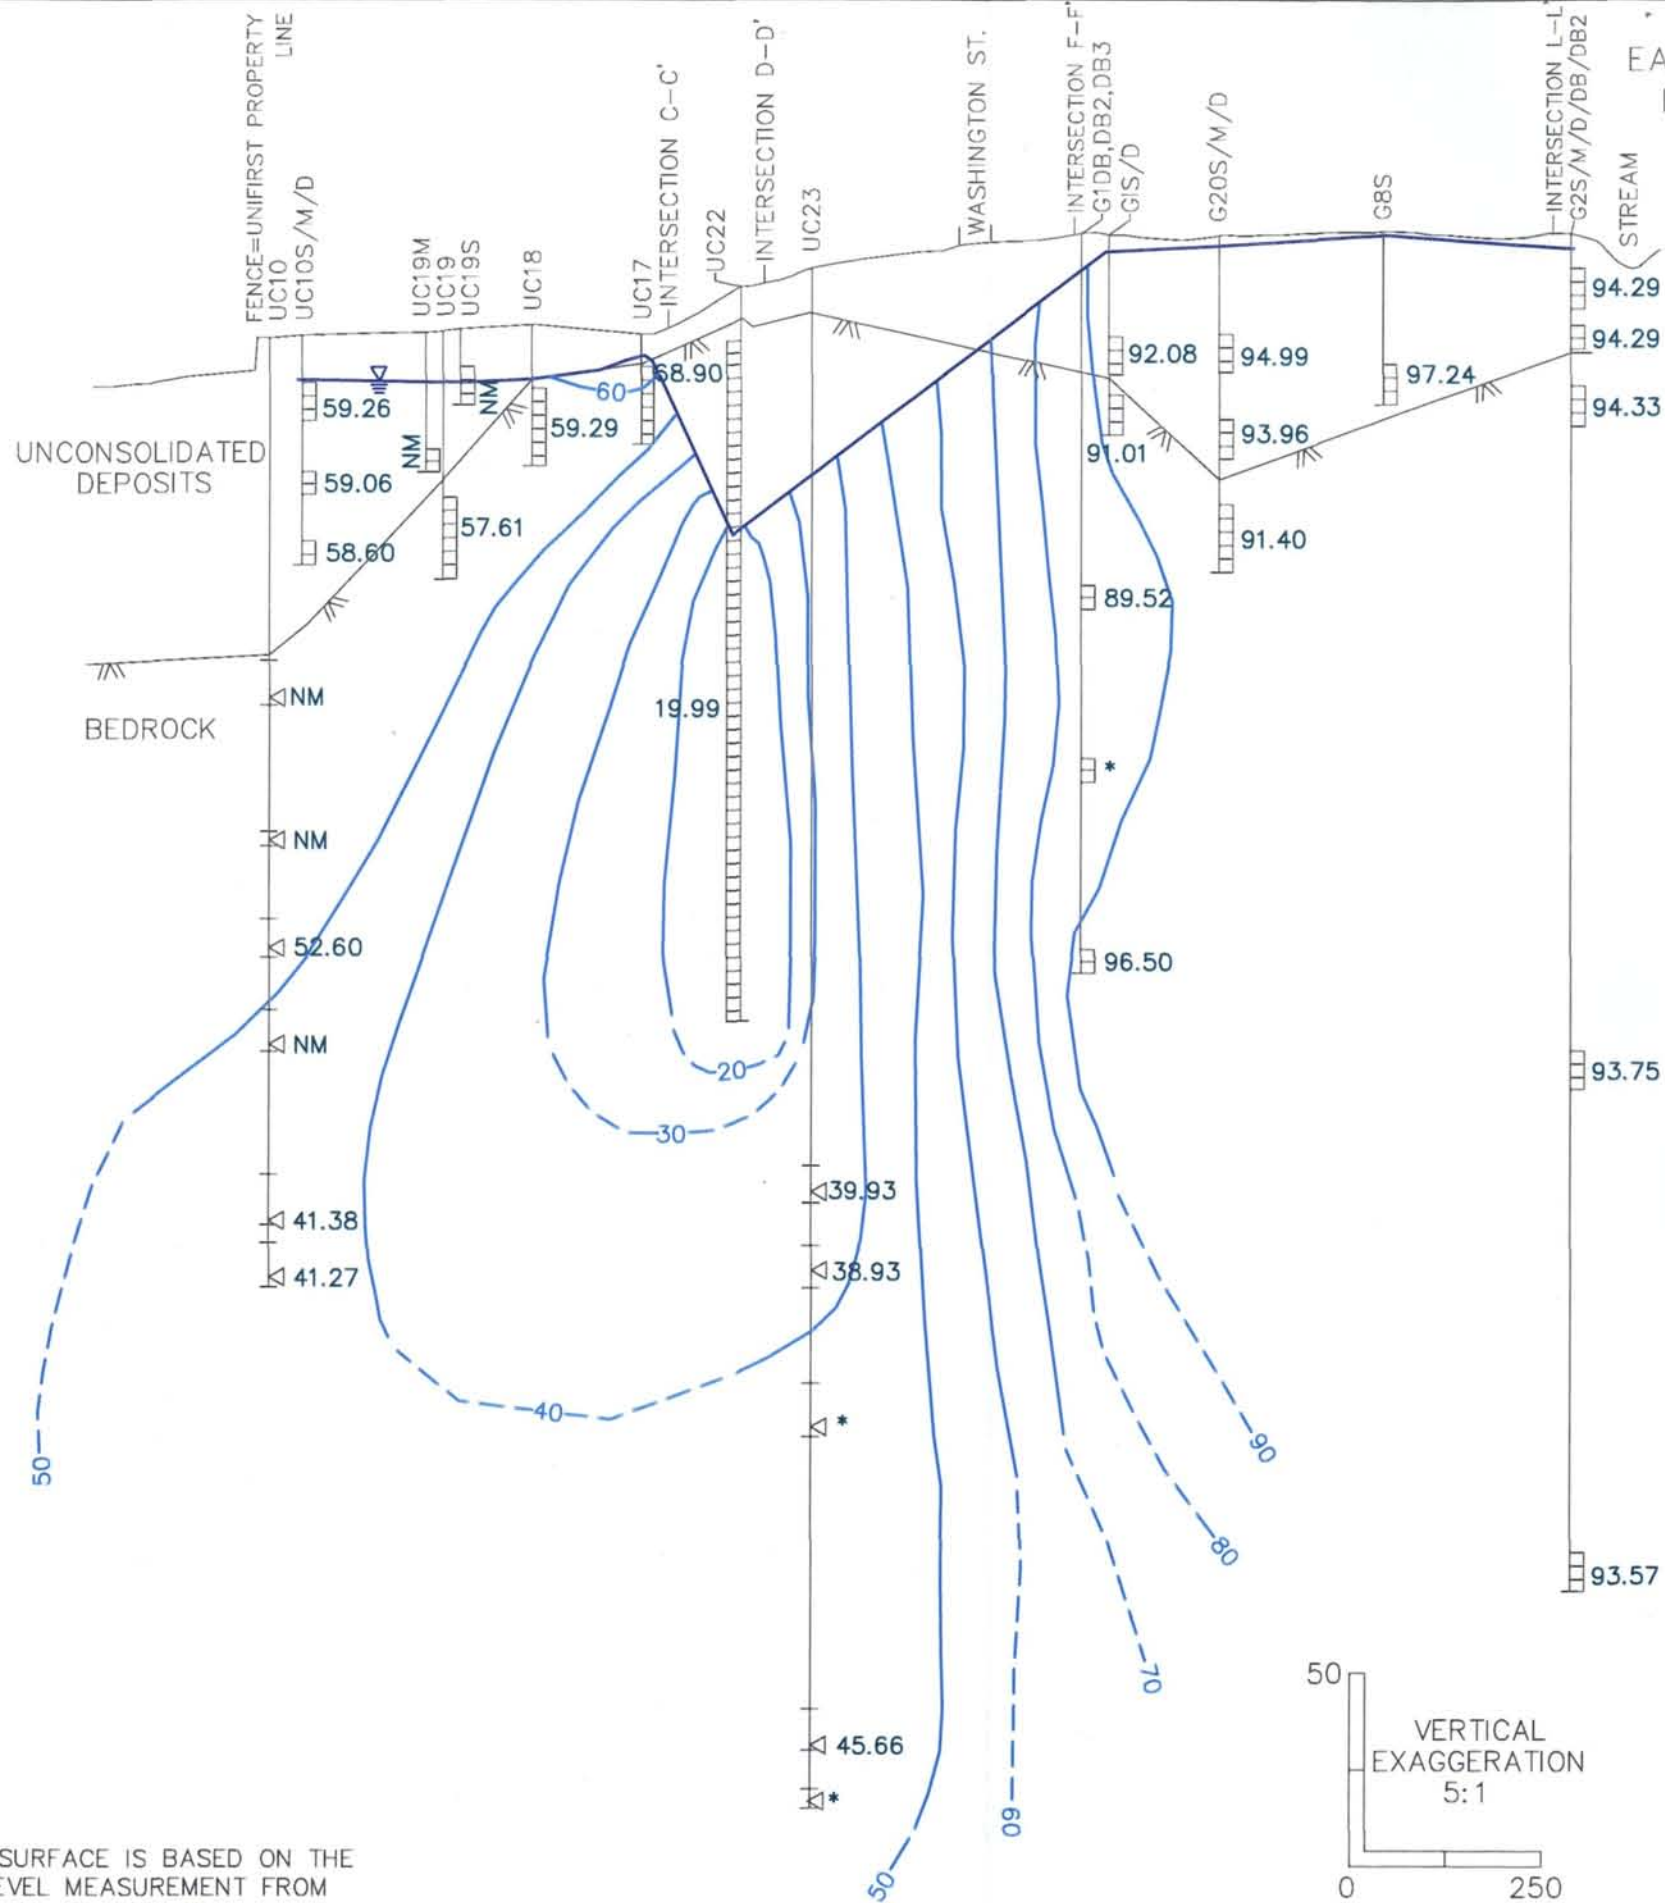 FENCE=UNIFIRST PROPERTY
LINE
UC10
UC10S/M/D
UC19M
UC19
UC19S
UC18
UC17
INTERSECTION C-C'
UC22
INTERSECTION D-D'
UC23
WASHINGTON ST.
INTERSECTION F-F'
G1DB,DB2,DB3
GIS/D
G20S/M/D
G8S
INTERSECTION L-L'
G2S/M/D/DB/DB2
STREAM
EA
94.29
94.29
94.33
92.08
94.99
97.24
68.90
60
59.26
NM
59.29
NM
91.01
93.96
UNCONSOLIDATED
DEPOSITS
59.06
57.61
58.60
91.40
89.52
NM
19.99
BEDROCK
*
NM
52.60
96.50
NM
20
93.75
30
39.93
41.38
38.93
41.27
40
*
50
90
80
93.57
70
45.66
*
60
50
50
VERTICAL
EXAGGERATION
5:1
0
250
SURFACE IS BASED ON THE
EVEL MEASUREMENT FROM